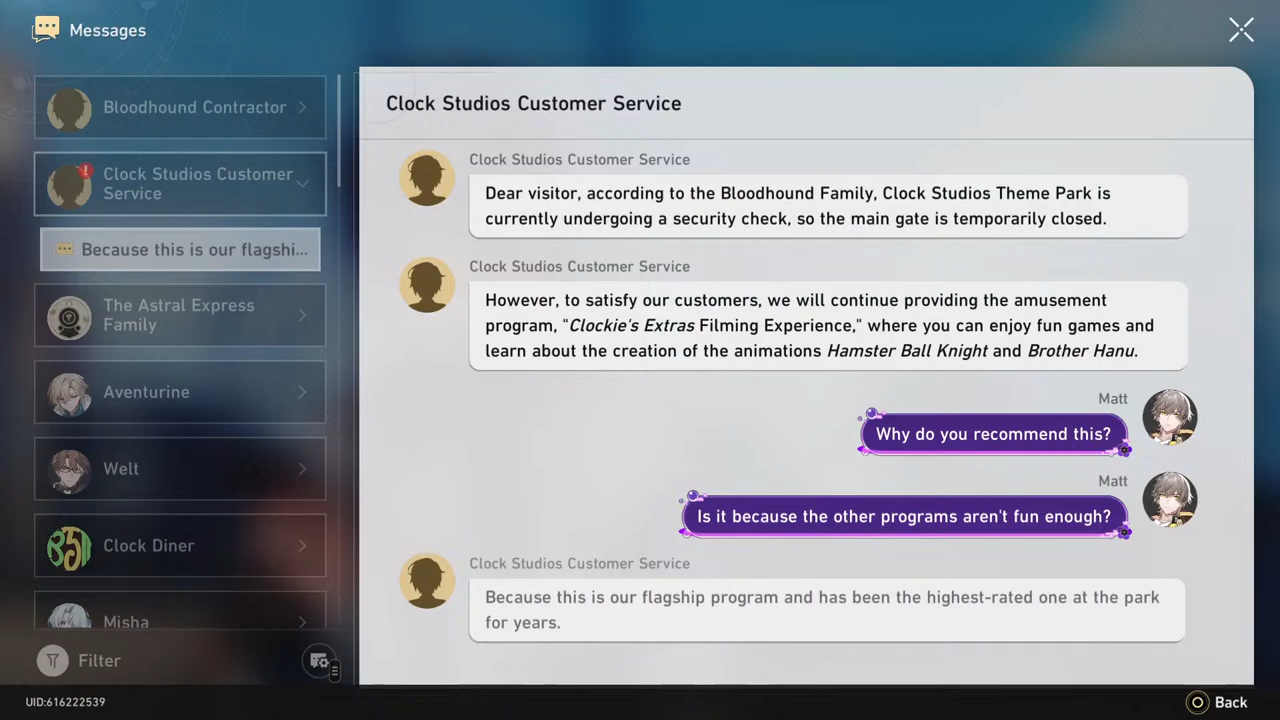 Messages
Bloodhound Contractor
Clock Studios Customer
Service
Because this is our flagshi...
The Astral Express
Family
Aventurine
Welt
Clock Diner
Misha
Filter
Clock Studios Customer Service
Clock Studios Customer Service
Dear visitor, according to the Bloodhound Family, Clock Studios Theme Park is
currently undergoing a security check, so the main gate is temporarily closed.
Clock Studios Customer Service
However, to satisfy our customers, we will continue providing the amusement
program, "Clockie's Extras Filming Experience," where you can enjoy fun games and
learn about the creation of the animations Hamster Ball Knight and Brother Hanu.
Matt
Why do you recommend this?
Matt
Is it because the other programs aren't fun enough?
Clock Studios Customer Service
Because this is our flagship program and has been the highest-rated one at the park
for years.
UID:616222539
Back